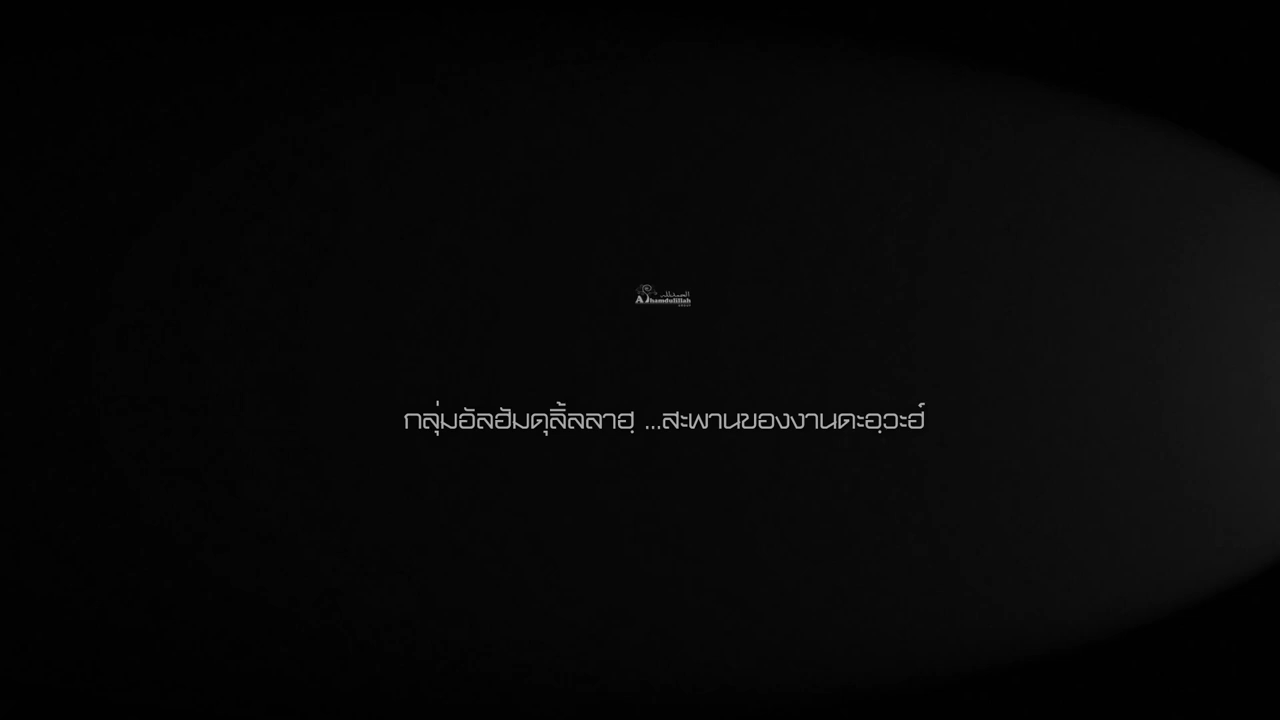 الحمدلله
Alhamdulillah
กลุ่มอัลฮัมดุลิ้ลลาฮฺ ...สะพานของงานดะอฺวะฮ์